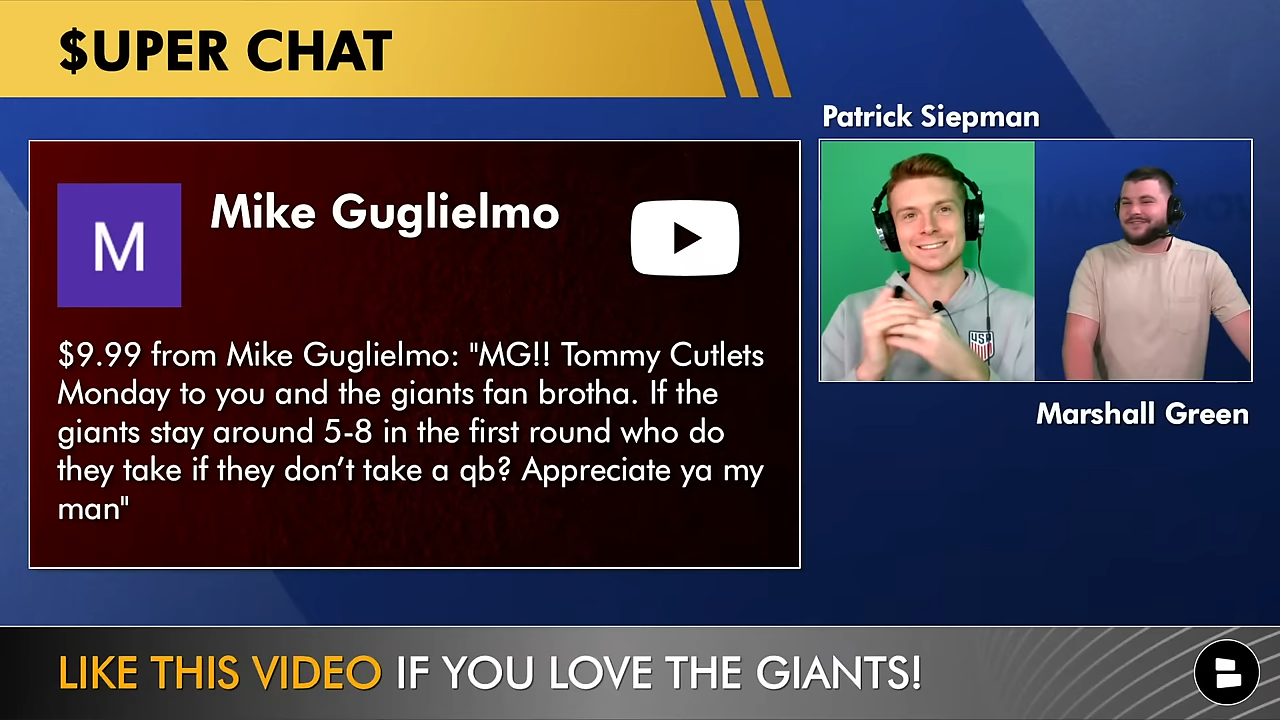 $UPER CHAT
Patrick Siepman
M
Mike Guglielmo
$9.99 from Mike Guglielmo: "MG!! Tommy Cutlets
Monday to you and the giants fan brotha. If the
giants stay around 5-8 in the first round who do
they take if they don’t take a qb? Appreciate ya my
man"
USP
Marshall Green
LIKE THIS VIDEO IF YOU LOVE THE GIANTS!